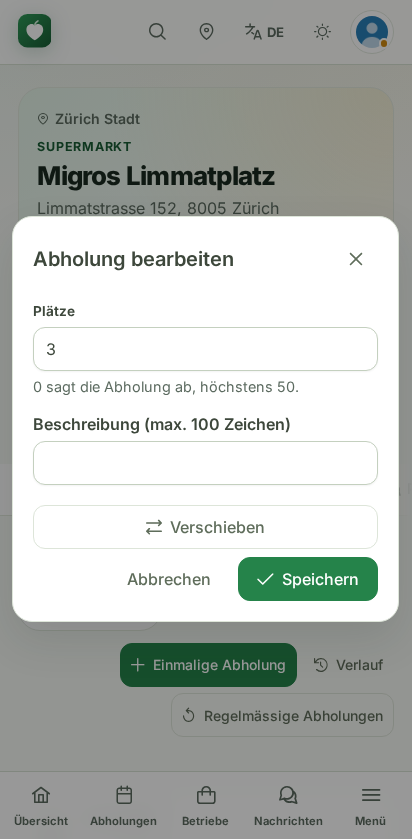 DE
Zürich Stadt
SUPERMARKT
Migros Limmatplatz
Limmatstrasse 152, 8005 Zürich
Abholung bearbeiten
Plätze
3
0 sagt die Abholung ab, höchstens 50.
Beschreibung (max. 100 Zeichen)
Verschieben
Abbrechen
Speichern
Einmalige Abholung
Verlauf
Regelmässige Abholungen
Übersicht
Abholungen
Betriebe
Nachrichten
Menü